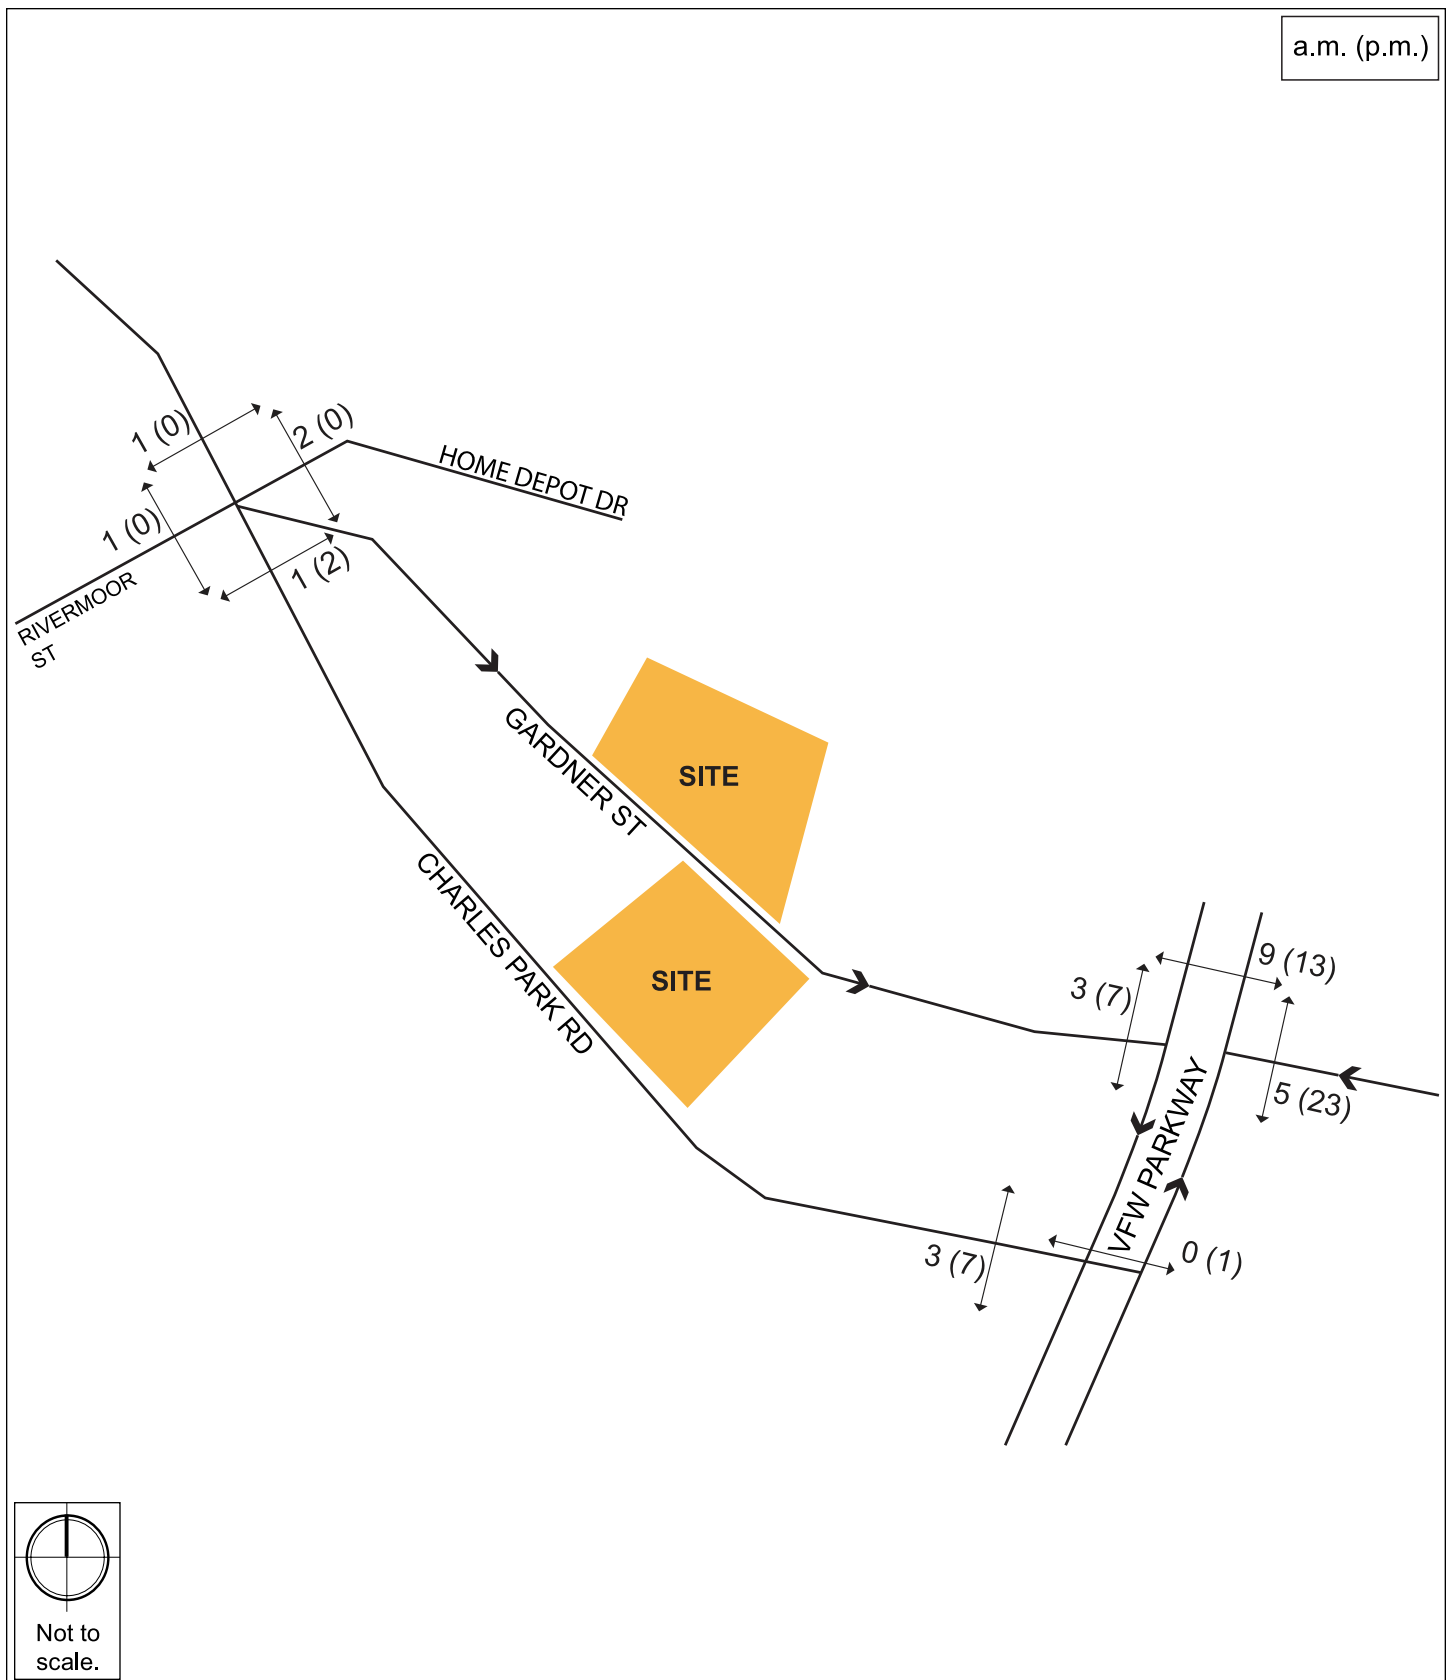 a.m. (p.m.)
1 (0)
2 (0)
HOME DEPOT DR
1 (0)
1 (2)
RIVERMOOR
ST
GARDNER ST
SITE
CHARLES PARK RD
SITE
9 (13)
3 (7)
5 (23)
VFW PARKWAY
3 (7)
0 (1)
Not to
scale.